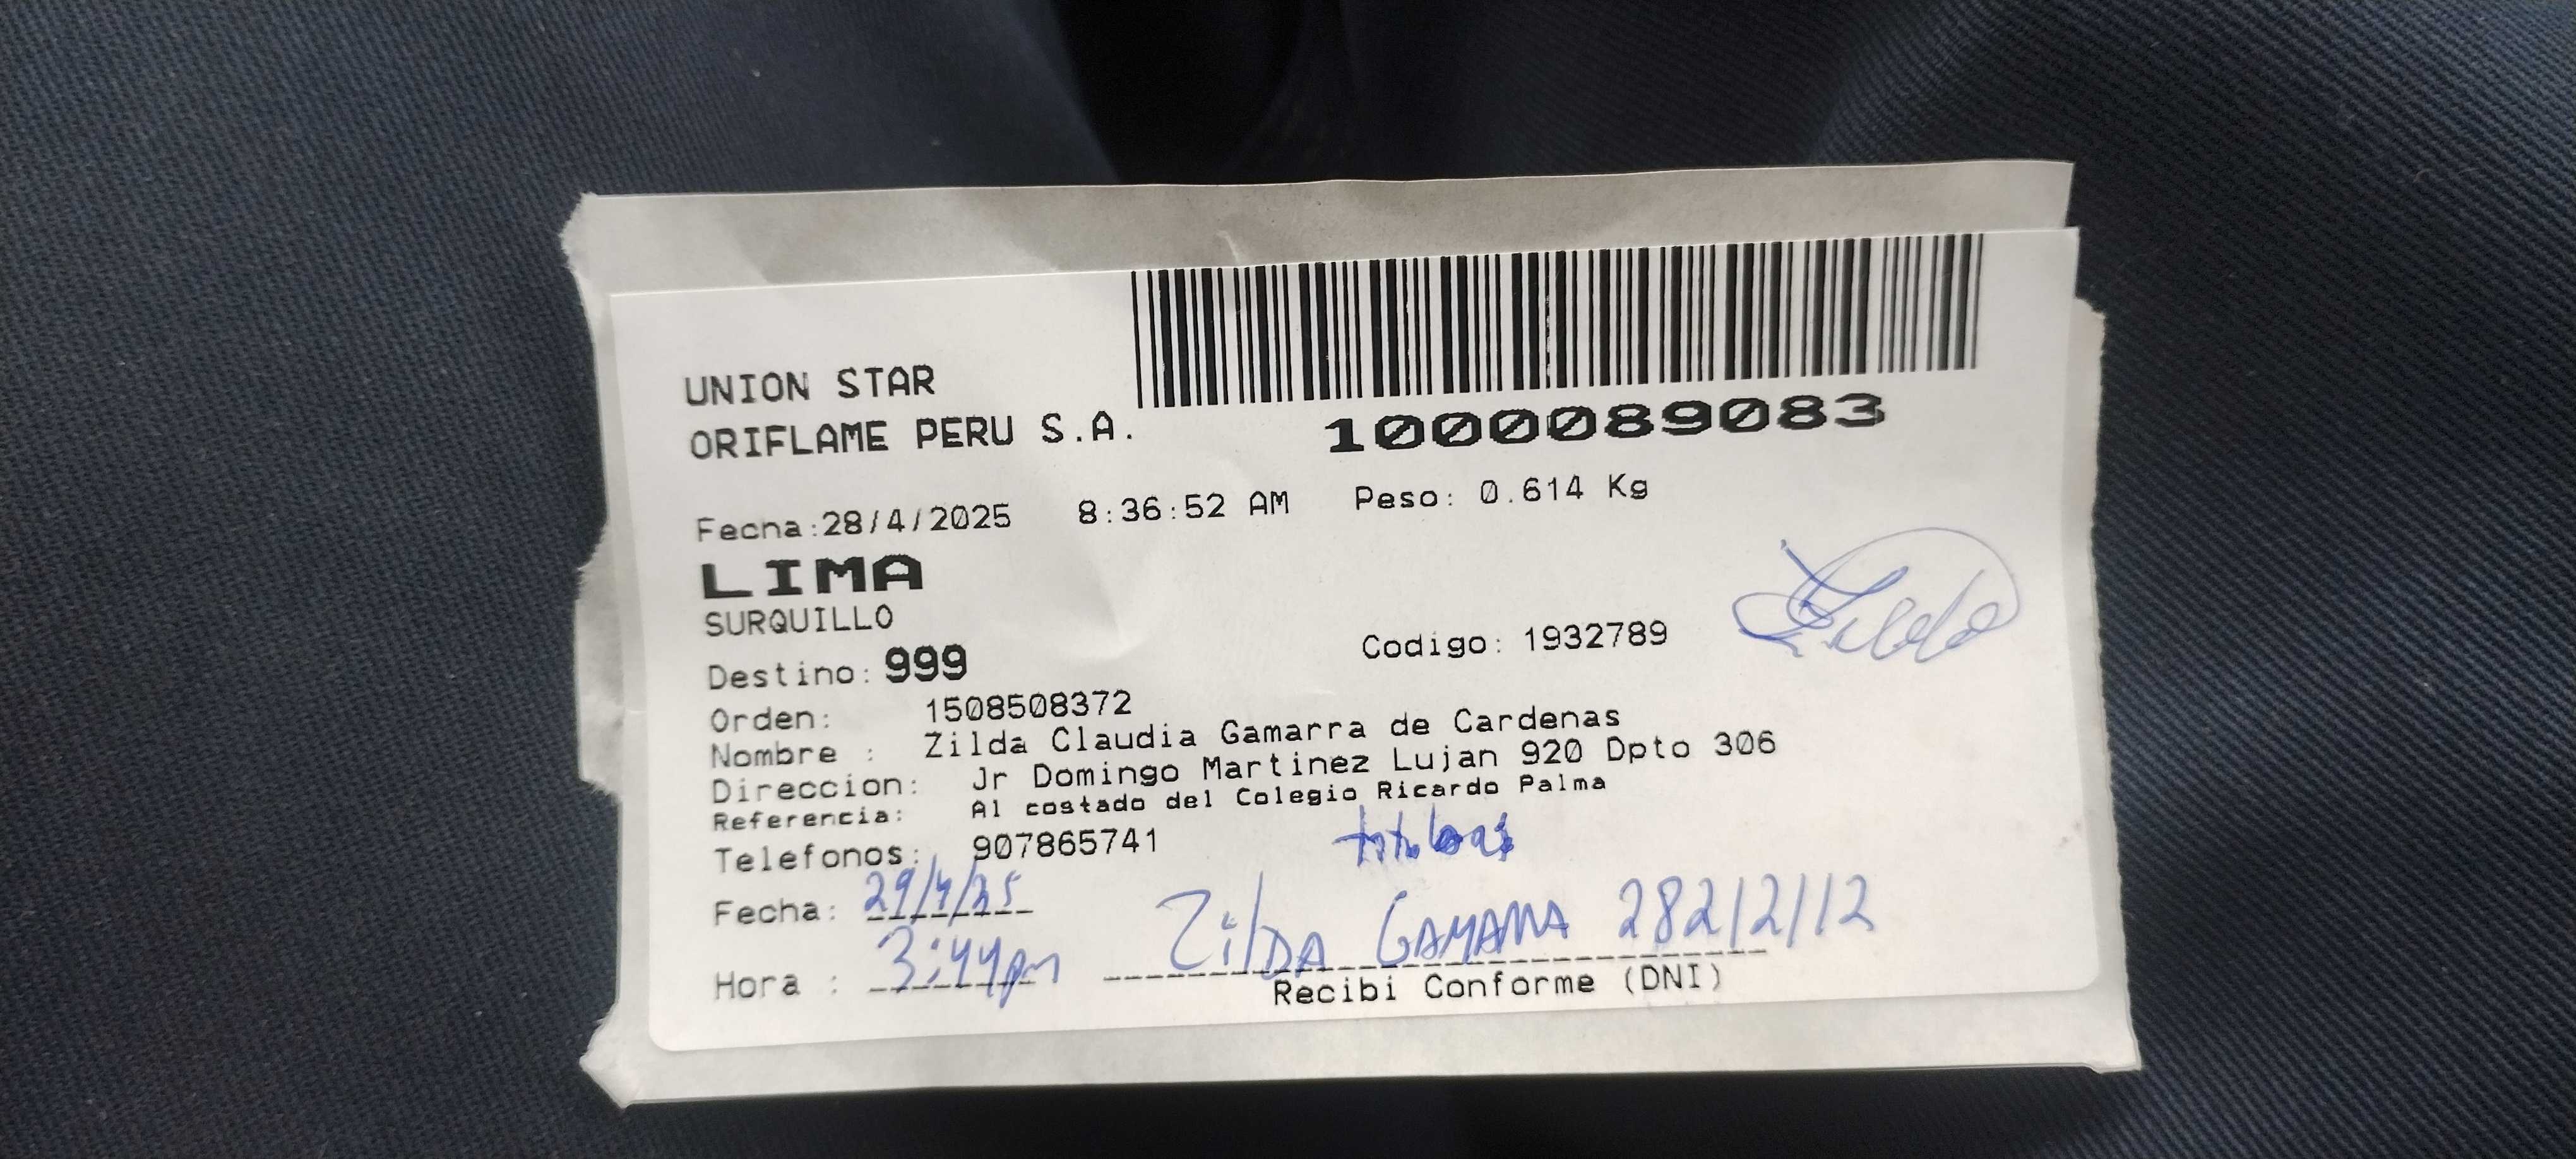 UNION STAR
ORIFLAME PERU S.A.
1000089083
Fecha:28/4/2025 8:36:52 AM Peso: 0.614 Kg
LIMA
SURQUILLO
Destino: 999 Codigo: 1932789
Orden: 1508508372
Nombre : Zilda Claudia Gamarra de Cardenas
Direccion: Jr Domingo Martinez Lujan 920 Dpto 306
Referencia: Al costado del Colegio Ricardo Palma
Telefonos: 907865741
Fecha: 29/4/25
Hora : 3:44pm ZilDA 28212112
Recibi Conforme (DNI)